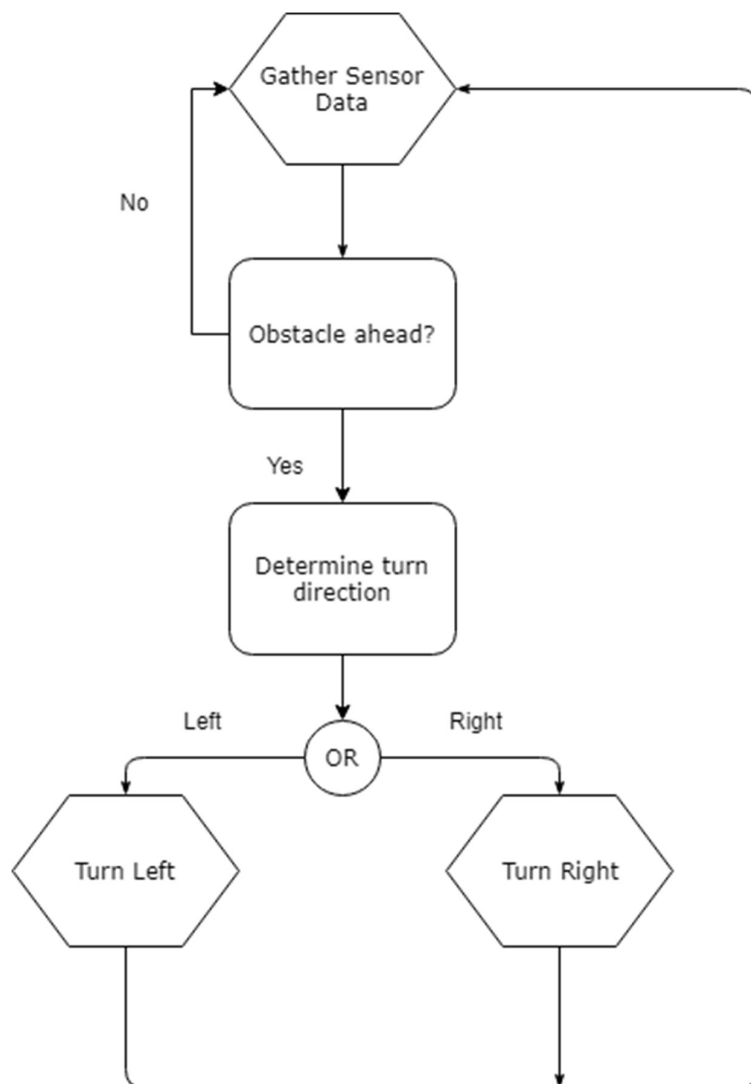 Gather Sensor
Data
No
Obstacle ahead?
Yes
Determine turn
direction
Left
Right
OR
Turn Left
Turn Right